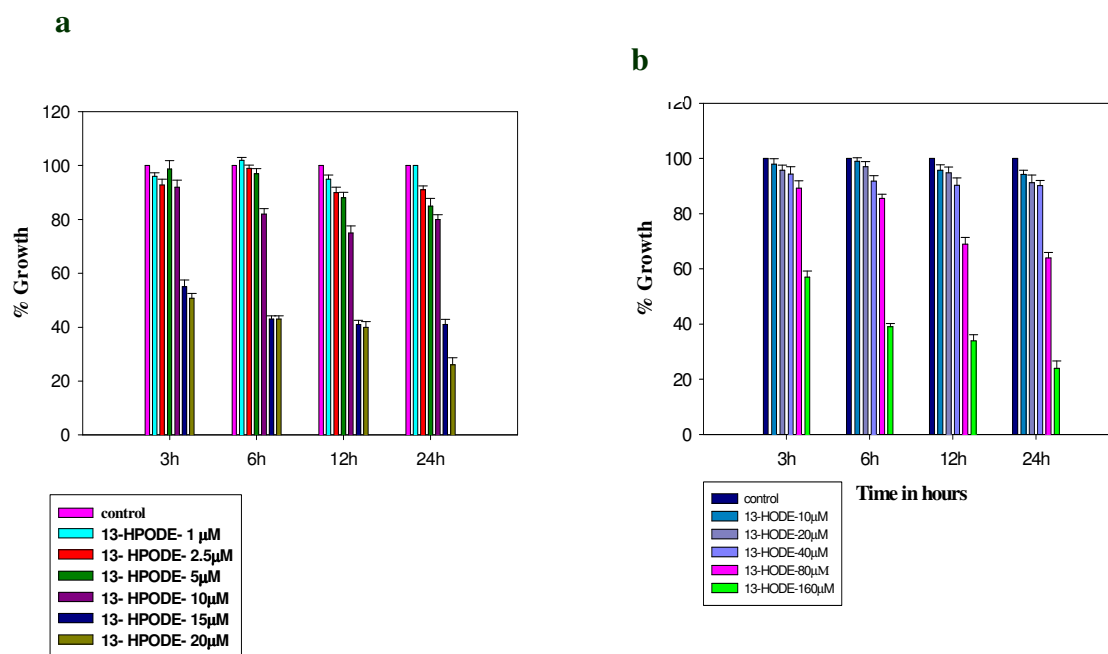 a
120
100
80
60
40
20
0
% Growth
3h
6h
12h
24h
control
13-HPODE- 1 µM
13- HPODE- 2.5µM
13- HPODE- 5µM
13- HPODE- 10µM
13- HPODE- 15µM
13- HPODE- 20µM
b
120
100
80
60
40
20
0
% Growth
3h
6h
12h
24h
Time in hours
control
13-HODE-10µM
13-HODE-20µM
13-HODE-40µM
13-HODE-80µM
13-HODE-160µM